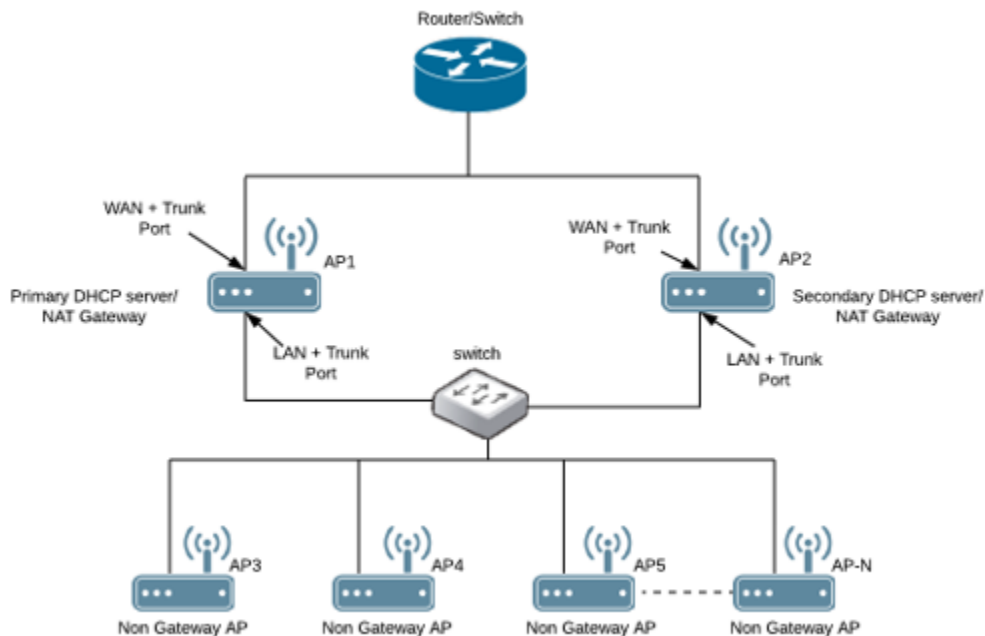 Router/Switch
WAN + Trunk
Port
AP1
WAN + Trunk
Port
AP2
Primary DHCP server/
NAT Gateway
Secondary DHCP server/
NAT Gateway
LAN + Trunk
Port
switch
LAN + Trunk
Port
AP3
AP4
AP5
AP-N
Non Gateway AP
Non Gateway AP
Non Gateway AP
Non Gateway AP